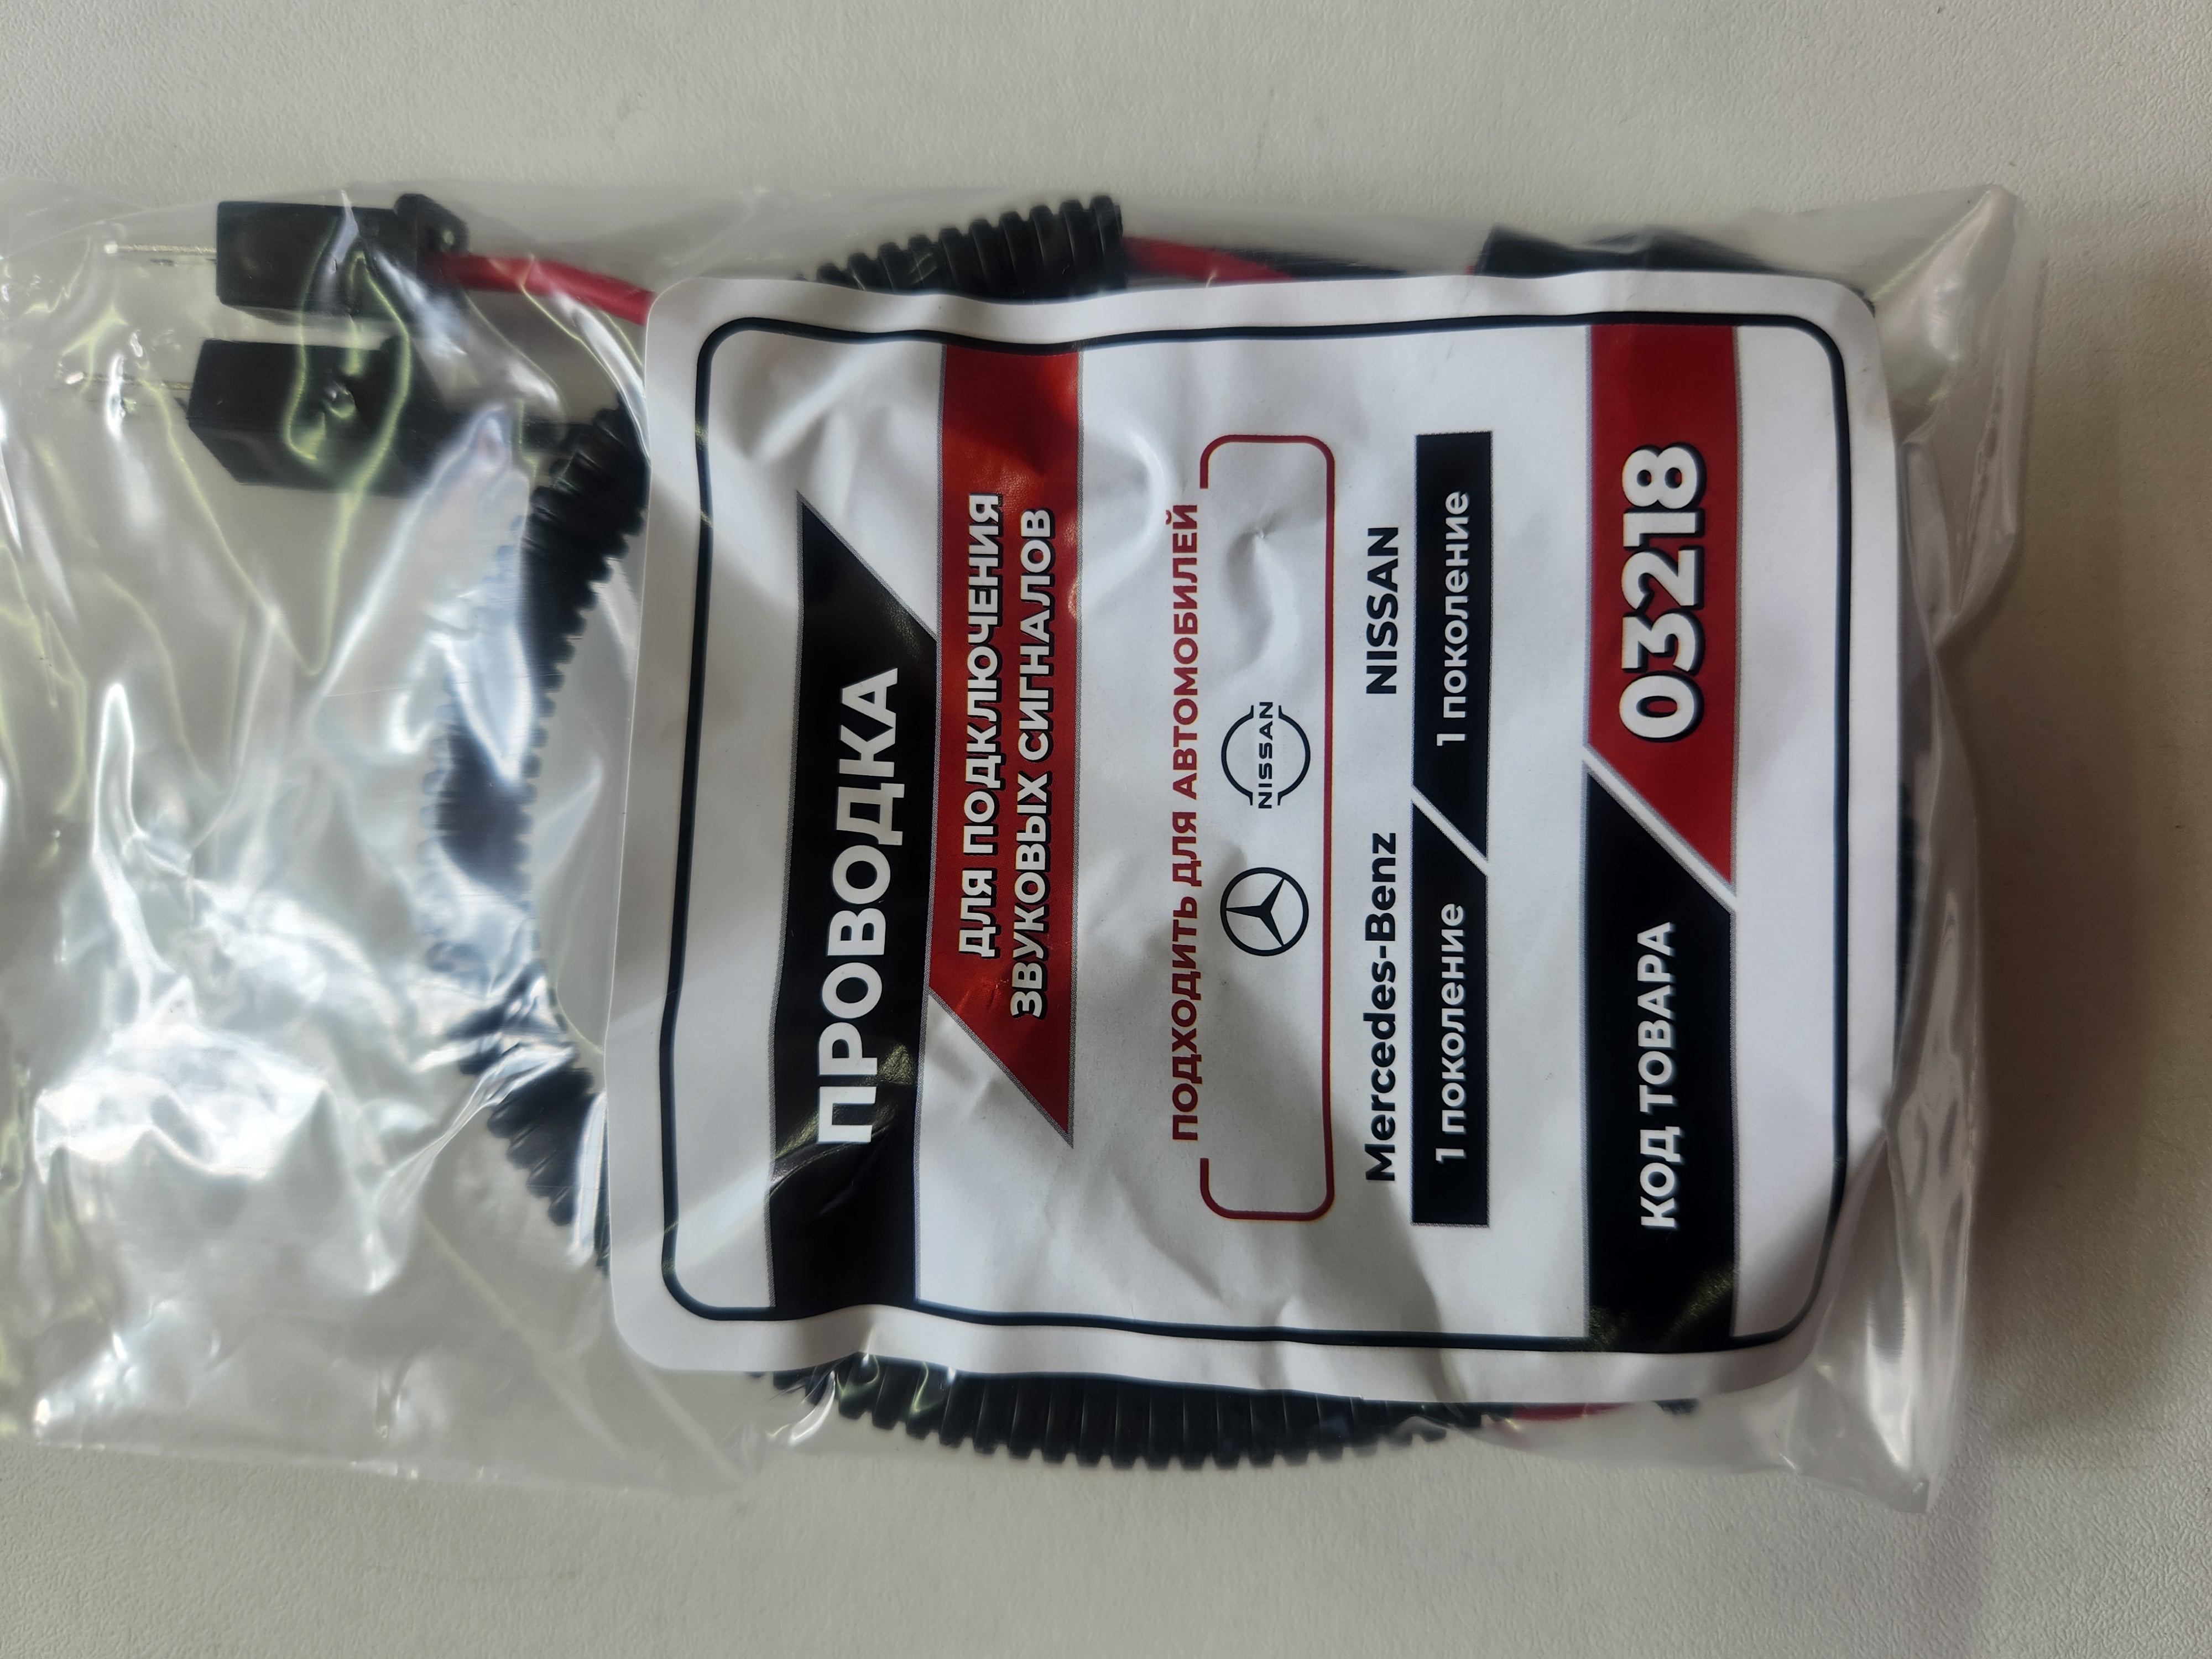 ПРОВОДКА
ДЛЯ ПОДКЛЮЧЕНИЯ
ЗВУКОВЫХ СИГНАЛОВ
ПОДХОДИТЬ ДЛЯ АВТОМОБИЛЕЙ
NISSAN
Mercedes-Benz NISSAN
1 поколение 1 поколение
КОД ТОВАРА 03218